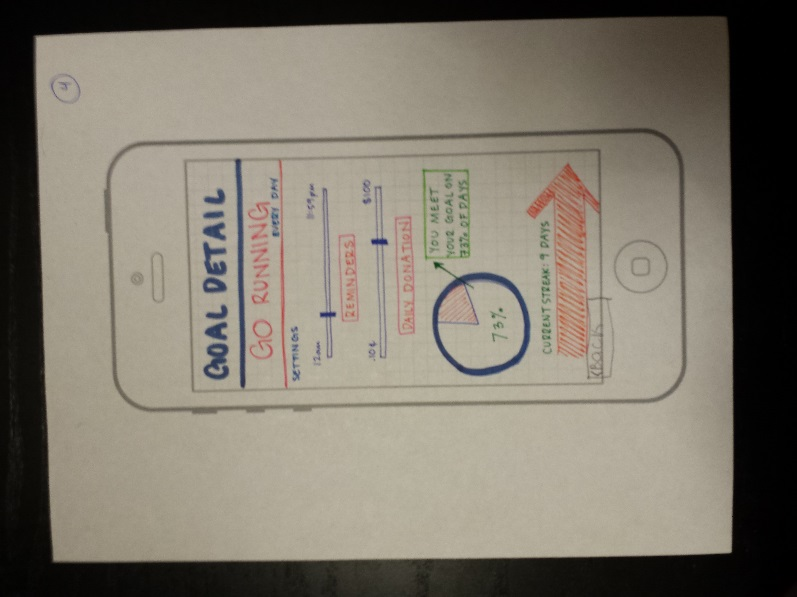 4
GOAL DETAIL
GO RUNNING
EVERY DAY
SETTINGS
12am 11:59pm
REMINDERS
.10¢ $100
DAILY DONATION
YOU MEET
YOUR GOAL ON
73% OF DAYS
73%
CURRENT STREAK: 9 DAYS
BACK